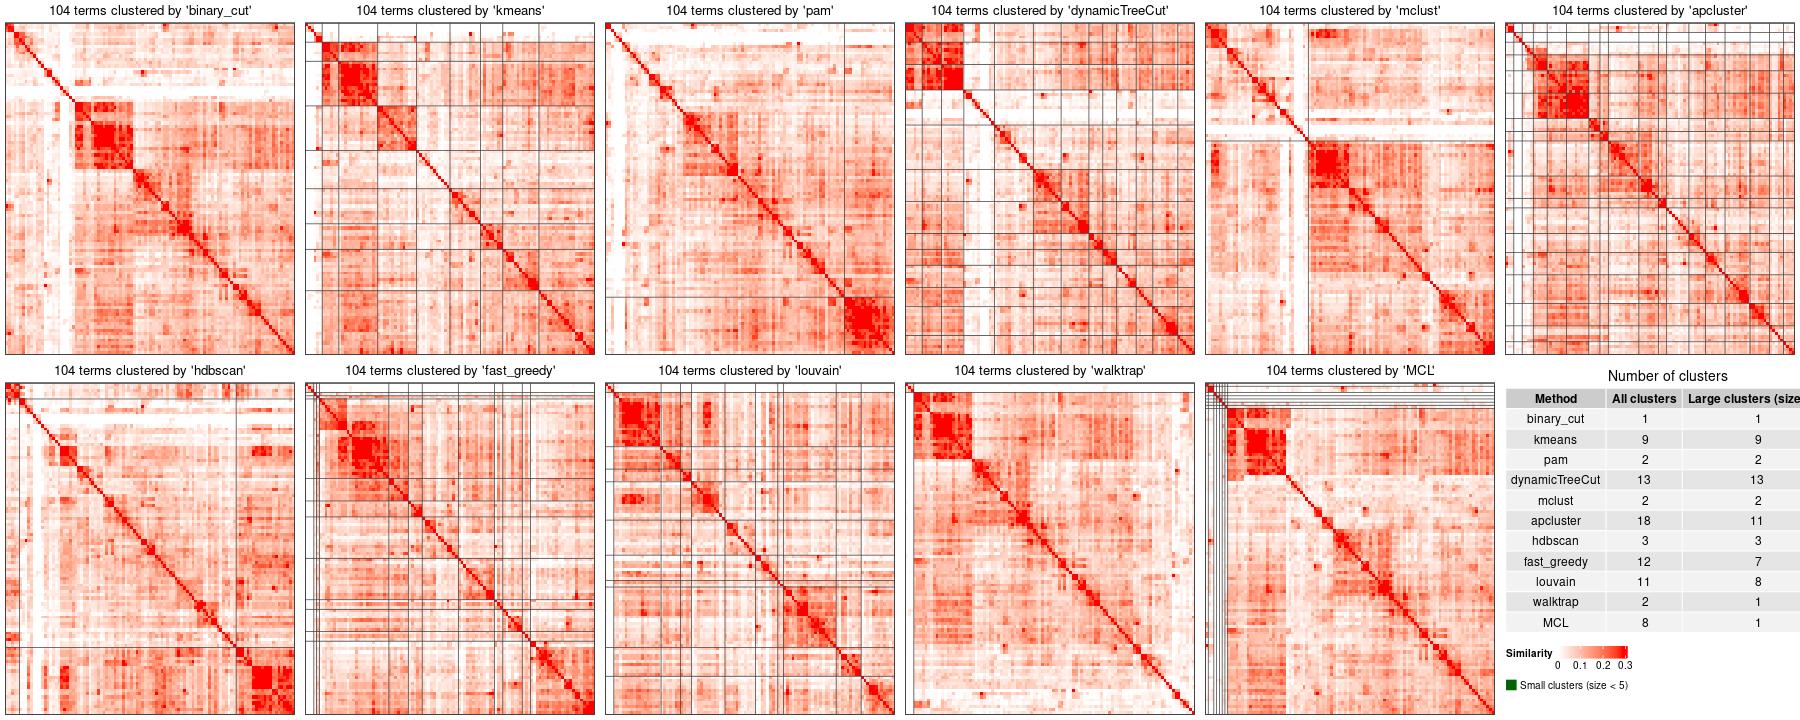 104 terms clustered by 'binary_cut'
104 terms clustered by 'kmeans'
104 terms clustered by 'pam'
104 terms clustered by 'dynamicTreeCut'
104 terms clustered by 'mclust'
104 terms clustered by 'apcluster'
104 terms clustered by 'hdbscan'
104 terms clustered by 'fast_greedy'
104 terms clustered by 'louvain'
104 terms clustered by 'walktrap'
104 terms clustered by 'MCL'
Number of clusters
Method All clusters Large clusters (size
binary_cut 1 1
kmeans 9 9
pam 2 2
dynamicTreeCut 13 13
mclust 2 2
apcluster 18 11
hdbscan 3 3
fast_greedy 12 7
louvain 11 8
walktrap 2 1
MCL 8 1
Similarity
0 0.1 0.2 0.3
Small clusters (size < 5)